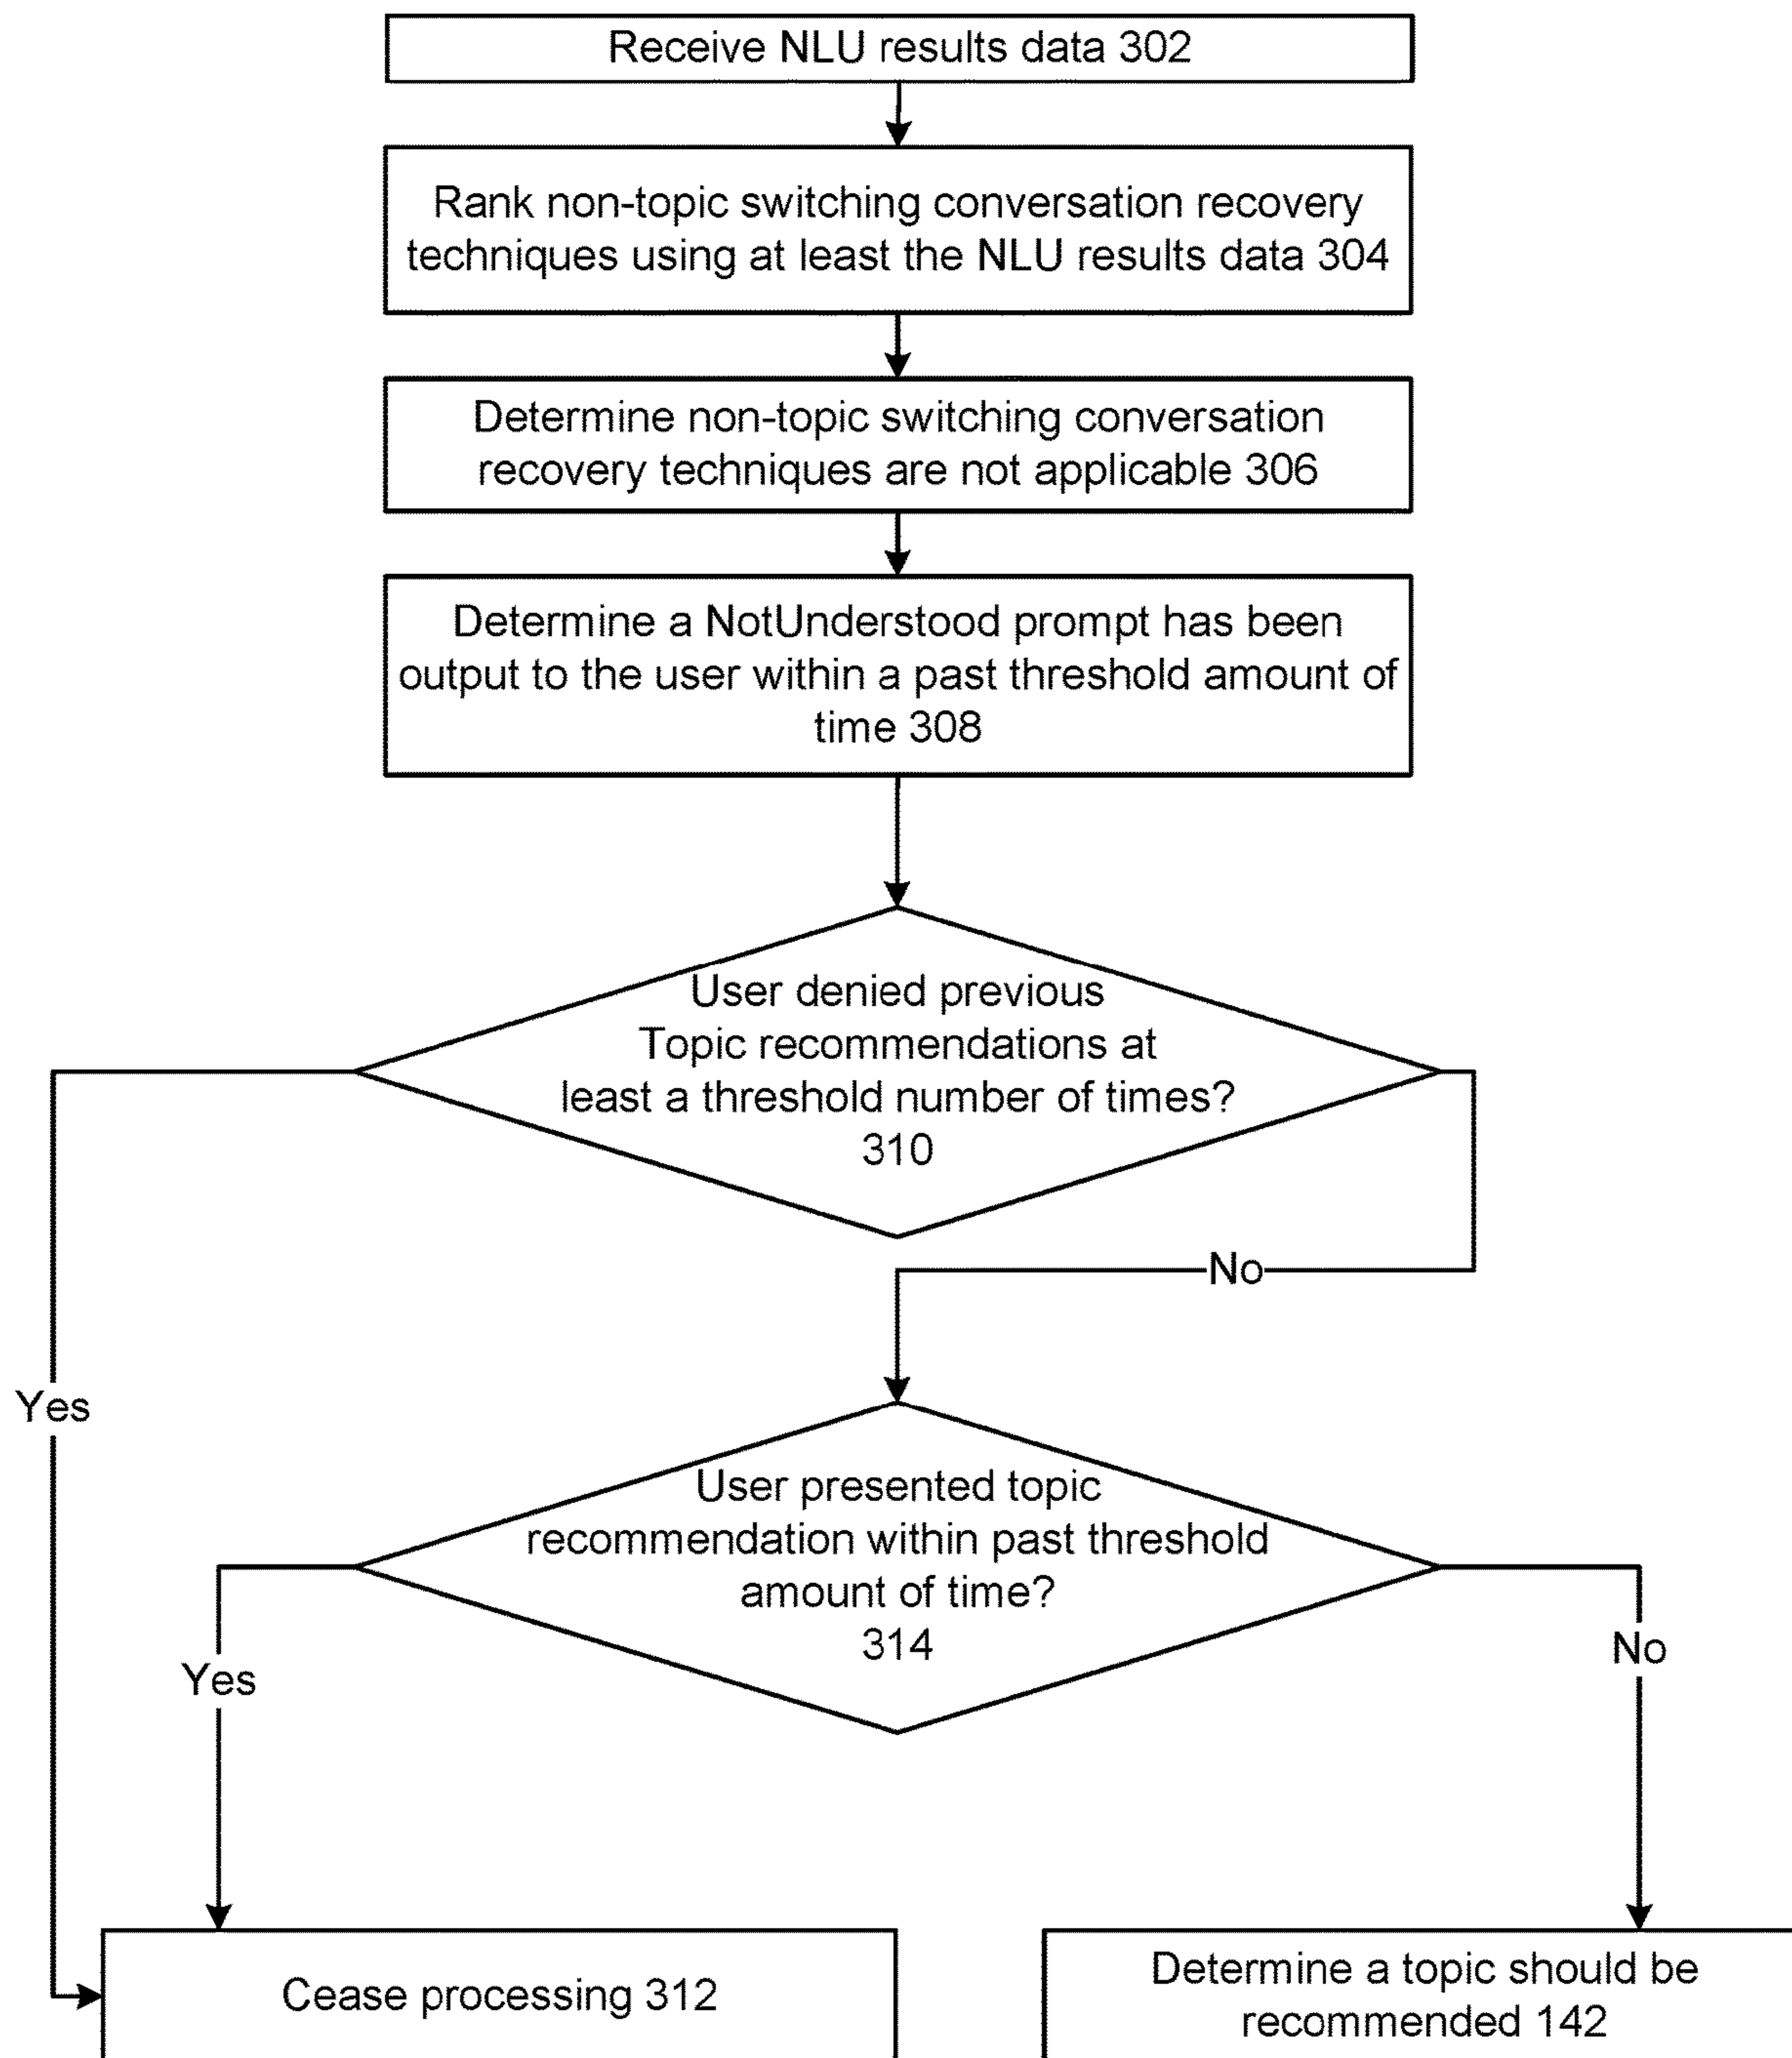 Receive NLU results data 302
Rank non-topic switching conversation recovery
techniques using at least the NLU results data 304
Determine non-topic switching conversation
recovery techniques are not applicable 306
Determine a NotUnderstood prompt has been
output to the user within a past threshold amount of
time 308
User denied previous
Topic recommendations at
least a threshold number of times?
310
No
Yes
User presented topic
recommendation within past threshold
amount of time?
314
No
Yes
Cease processing 312
Determine a topic should be
recommended 142